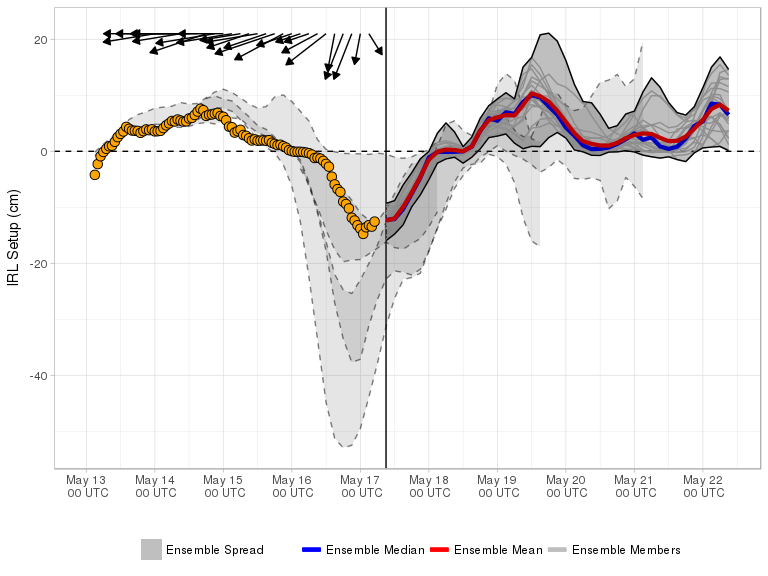 IRL Setup (cm)
20
0
-20
-40
May 13 May 14 May 15 May 16 May 17 May 18 May 19 May 20 May 21 May 22
00 UTC 00 UTC 00 UTC 00 UTC 00 UTC 00 UTC 00 UTC 00 UTC 00 UTC 00 UTC
Ensemble Spread Ensemble Median Ensemble Mean Ensemble Members